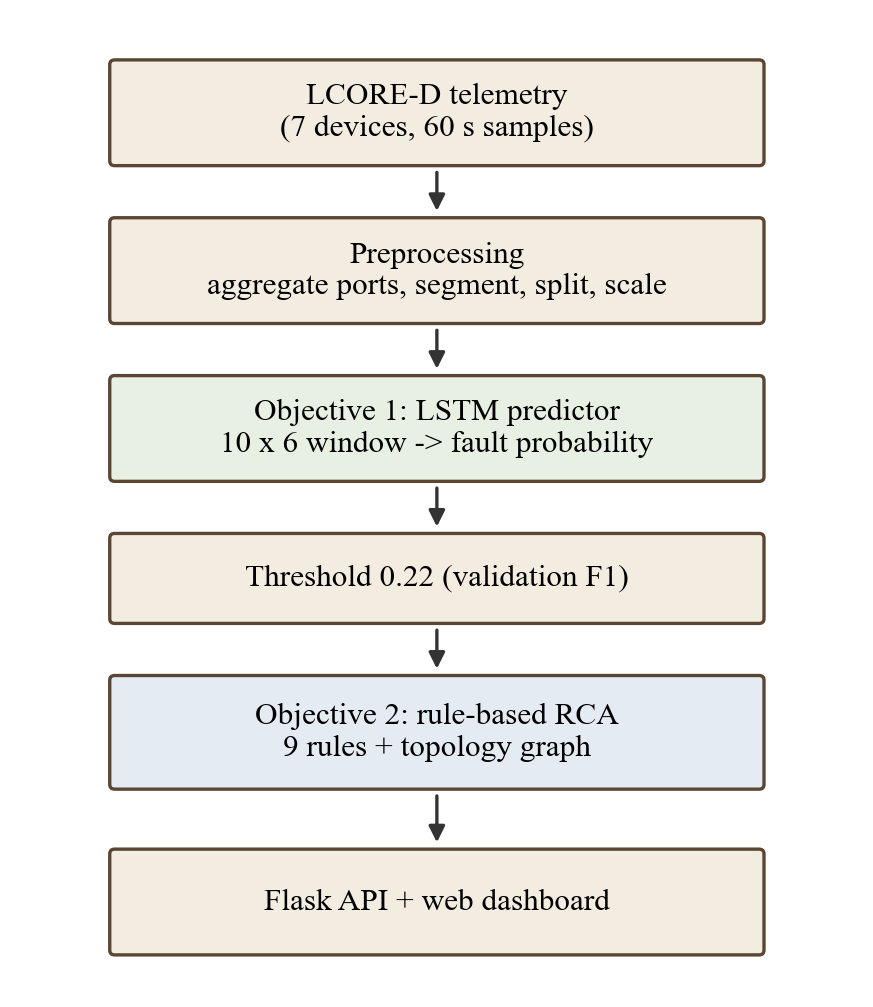 LCORE-D telemetry
(7 devices, 60 s samples)
Preprocessing
aggregate ports, segment, split, scale
Objective 1: LSTM predictor
10 x 6 window -> fault probability
Threshold 0.22 (validation F1)
Objective 2: rule-based RCA
9 rules + topology graph
Flask API + web dashboard